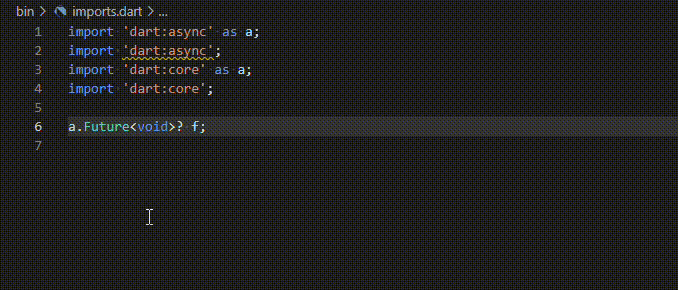 bin > imports.dart > ...
1 import 'dart:async' as a;
2 import 'dart:async';
3 import 'dart:core' as a;
4 import 'dart:core';
5
6 a.Future<void>? f;
7